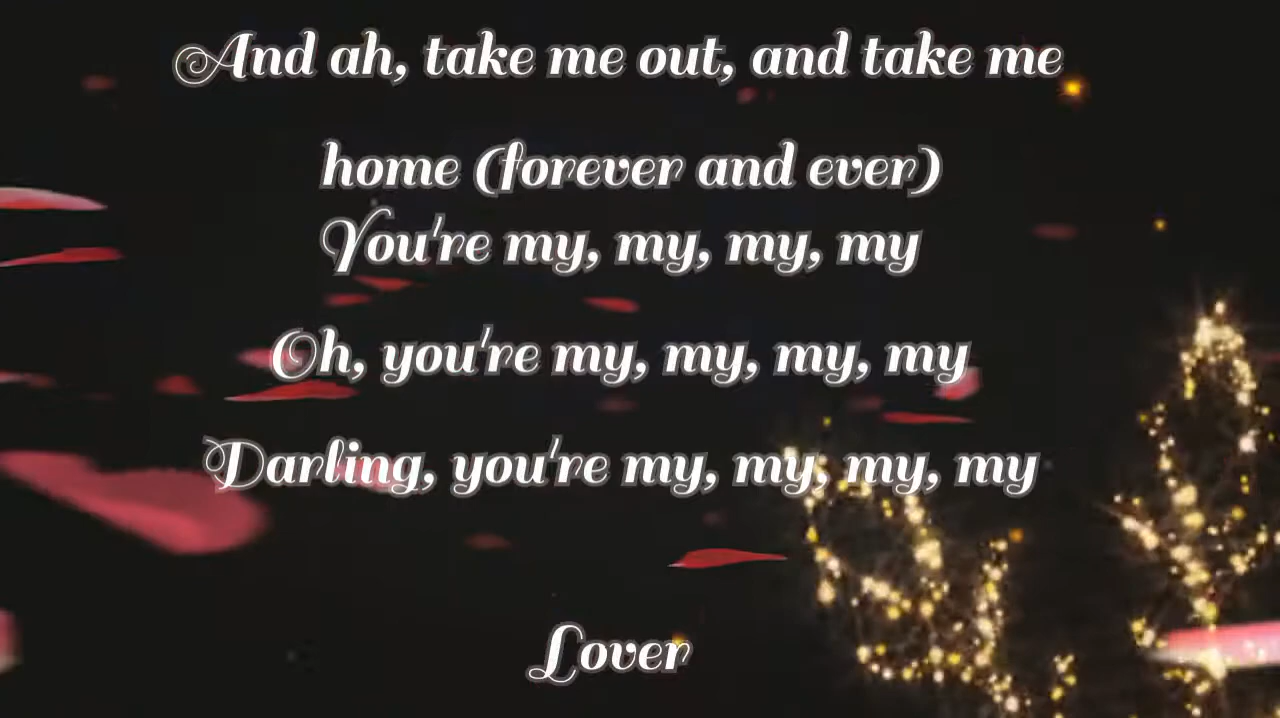 And ah, take me out, and take me
home (forever and ever)
You're my, my, my, my
Oh, you're my, my, my, my
Darling, you're my, my, my, my
Lover